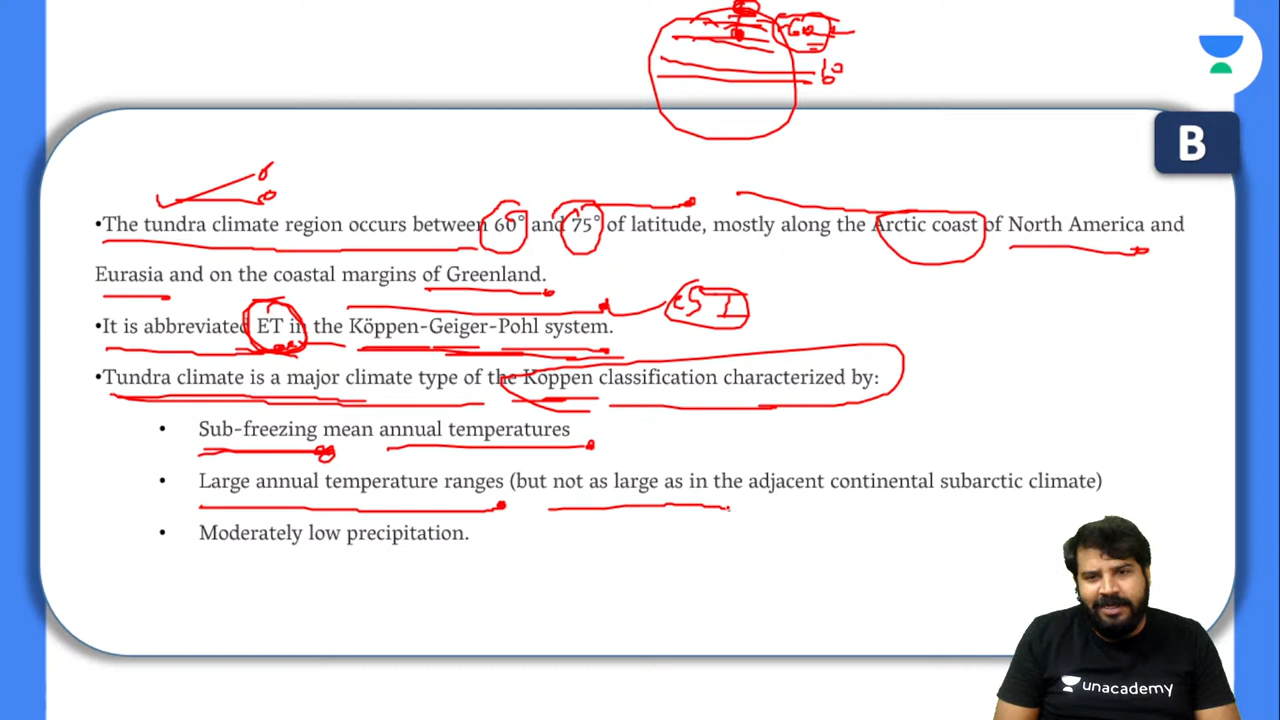 B
•The tundra climate region occurs between 60° and 75° of latitude, mostly along the Arctic coast of North America and
Eurasia and on the coastal margins of Greenland.
•It is abbreviated ET in the Köppen-Geiger-Pohl system.
•Tundra climate is a major climate type of the Koppen classification characterized by:
• Sub-freezing mean annual temperatures
• Large annual temperature ranges (but not as large as in the adjacent continental subarctic climate)
• Moderately low precipitation.
unacademy